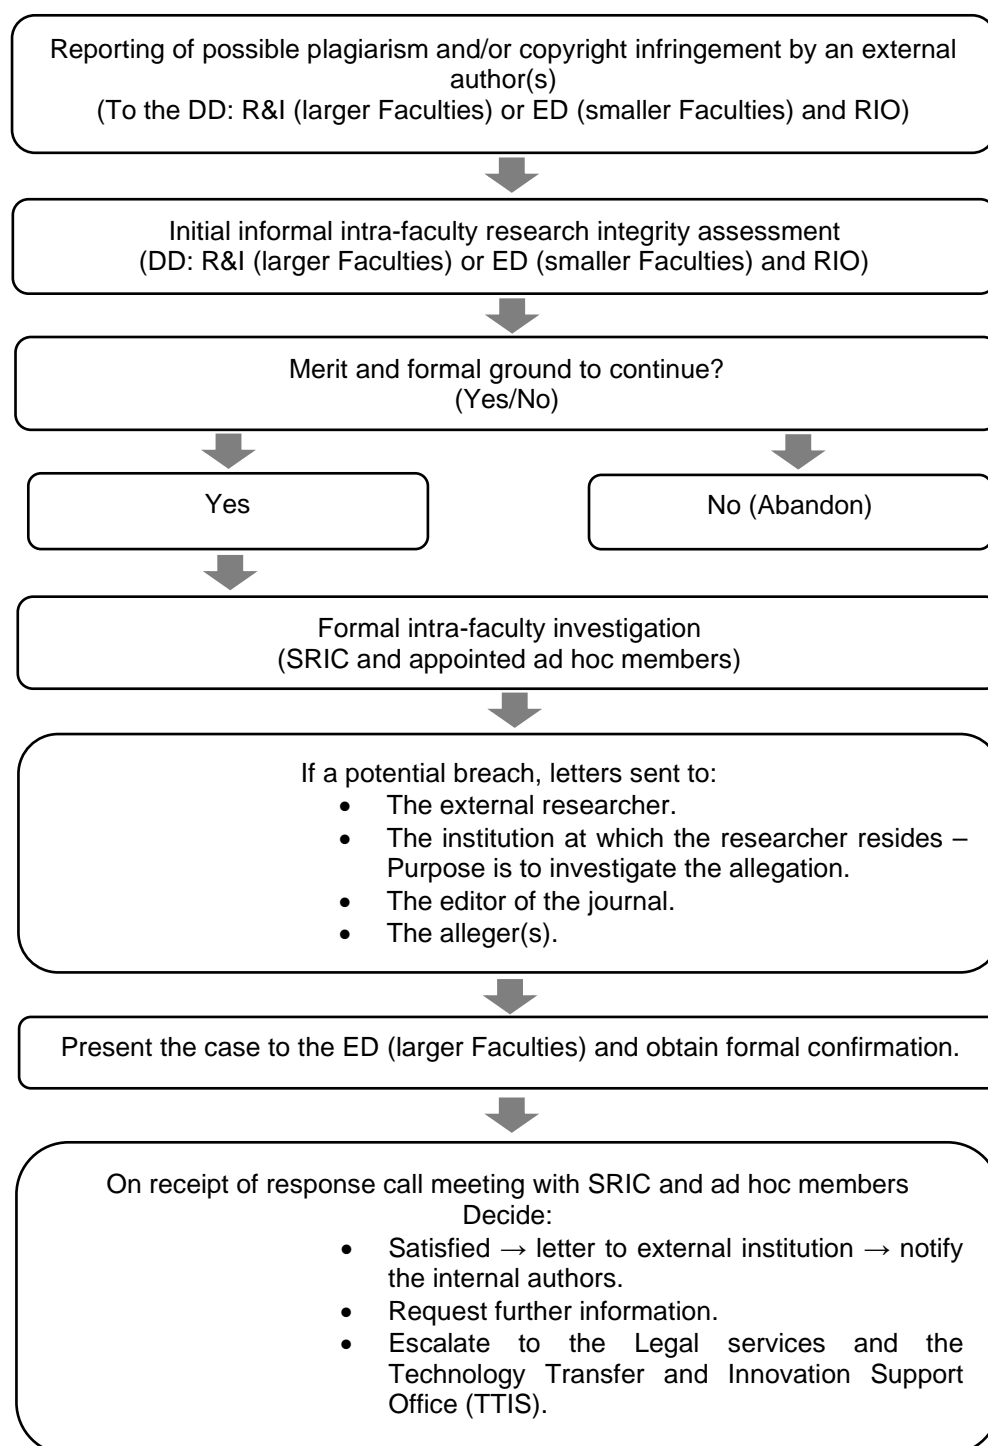 Reporting of possible plagiarism and/or copyright infringement by an external
author(s)
(To the DD: R&I (larger Faculties) or ED (smaller Faculties) and RIO)
Initial informal intra-faculty research integrity assessment
(DD: R&I (larger Faculties) or ED (smaller Faculties) and RIO)
Merit and formal ground to continue?
(Yes/No)
Yes
No (Abandon)
Formal intra-faculty investigation
(SRIC and appointed ad hoc members)
If a potential breach, letters sent to:
• The external researcher.
• The institution at which the researcher resides –
Purpose is to investigate the allegation.
• The editor of the journal.
• The alleger(s).
Present the case to the ED (larger Faculties) and obtain formal confirmation.
On receipt of response call meeting with SRIC and ad hoc members
Decide:
• Satisfied → letter to external institution → notify
the internal authors.
• Request further information.
• Escalate to the Legal services and the
Technology Transfer and Innovation Support
Office (TTIS).